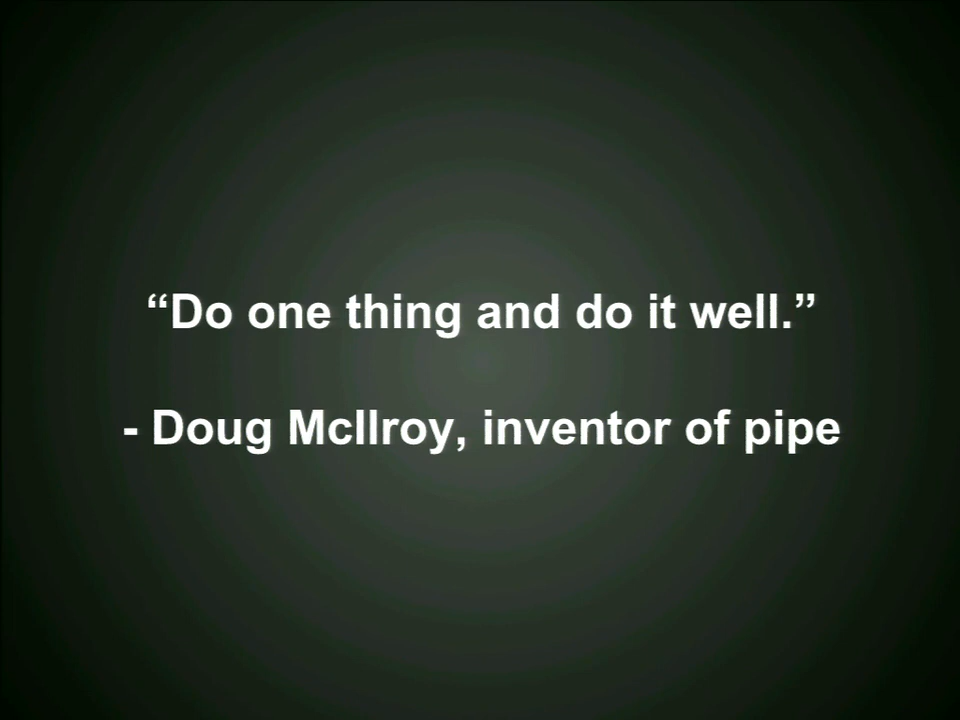 “Do one thing and do it well.”
- Doug McIlroy, inventor of pipe